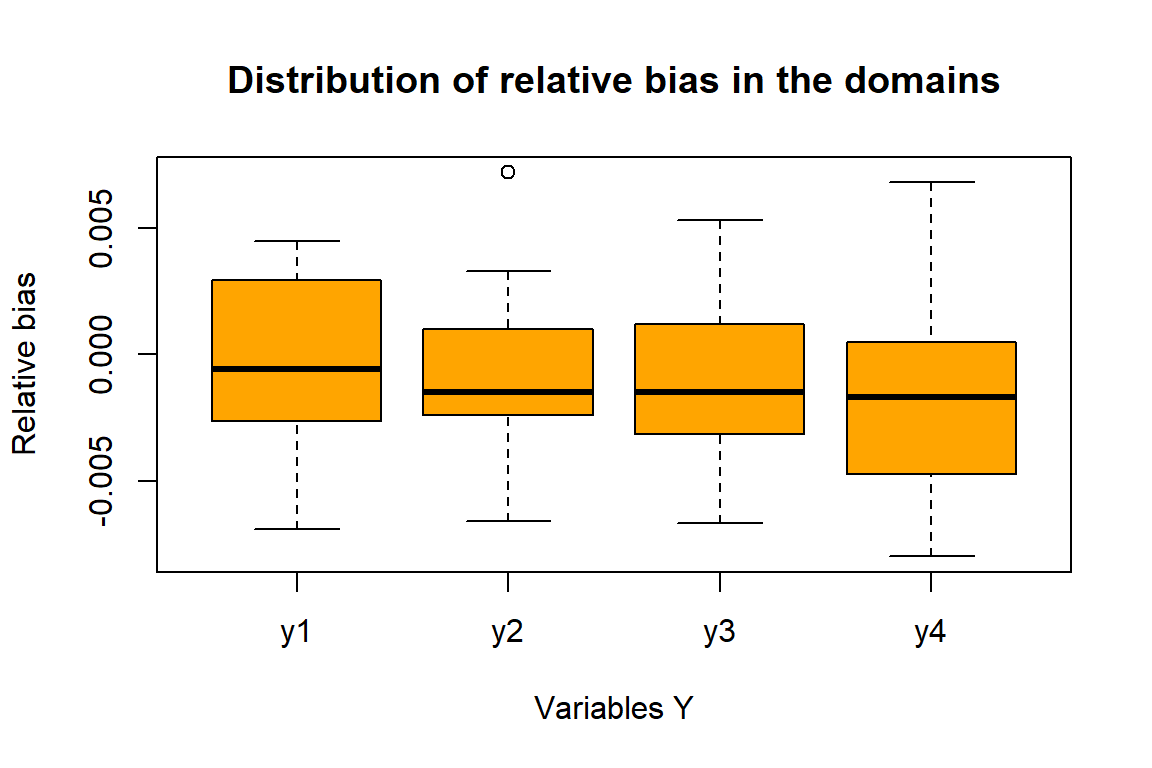 Distribution of relative bias in the domains
Relative bias
0.005
0.000
-0.005
y1 y2 y3 y4
Variables Y